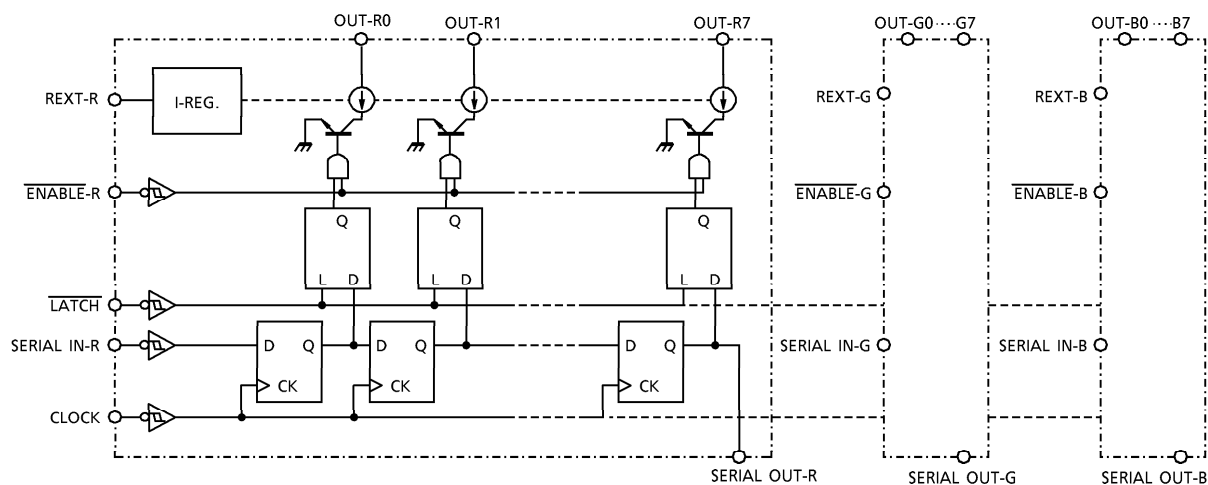 OUT-R0 OUT-R1 OUT-R7 OUT-G0····G7 OUT-B0 ···B7
REXT-R I-REG. REXT-G REXT-B
ENABLE-R ENABLE-G ENABLE-B
Q Q Q
L D L D L D
LATCH
SERIAL IN-R D Q D Q D Q SERIAL IN-G SERIAL IN-B
CK CK CK
CLOCK
SERIAL OUT-R SERIAL OUT-G SERIAL OUT-B